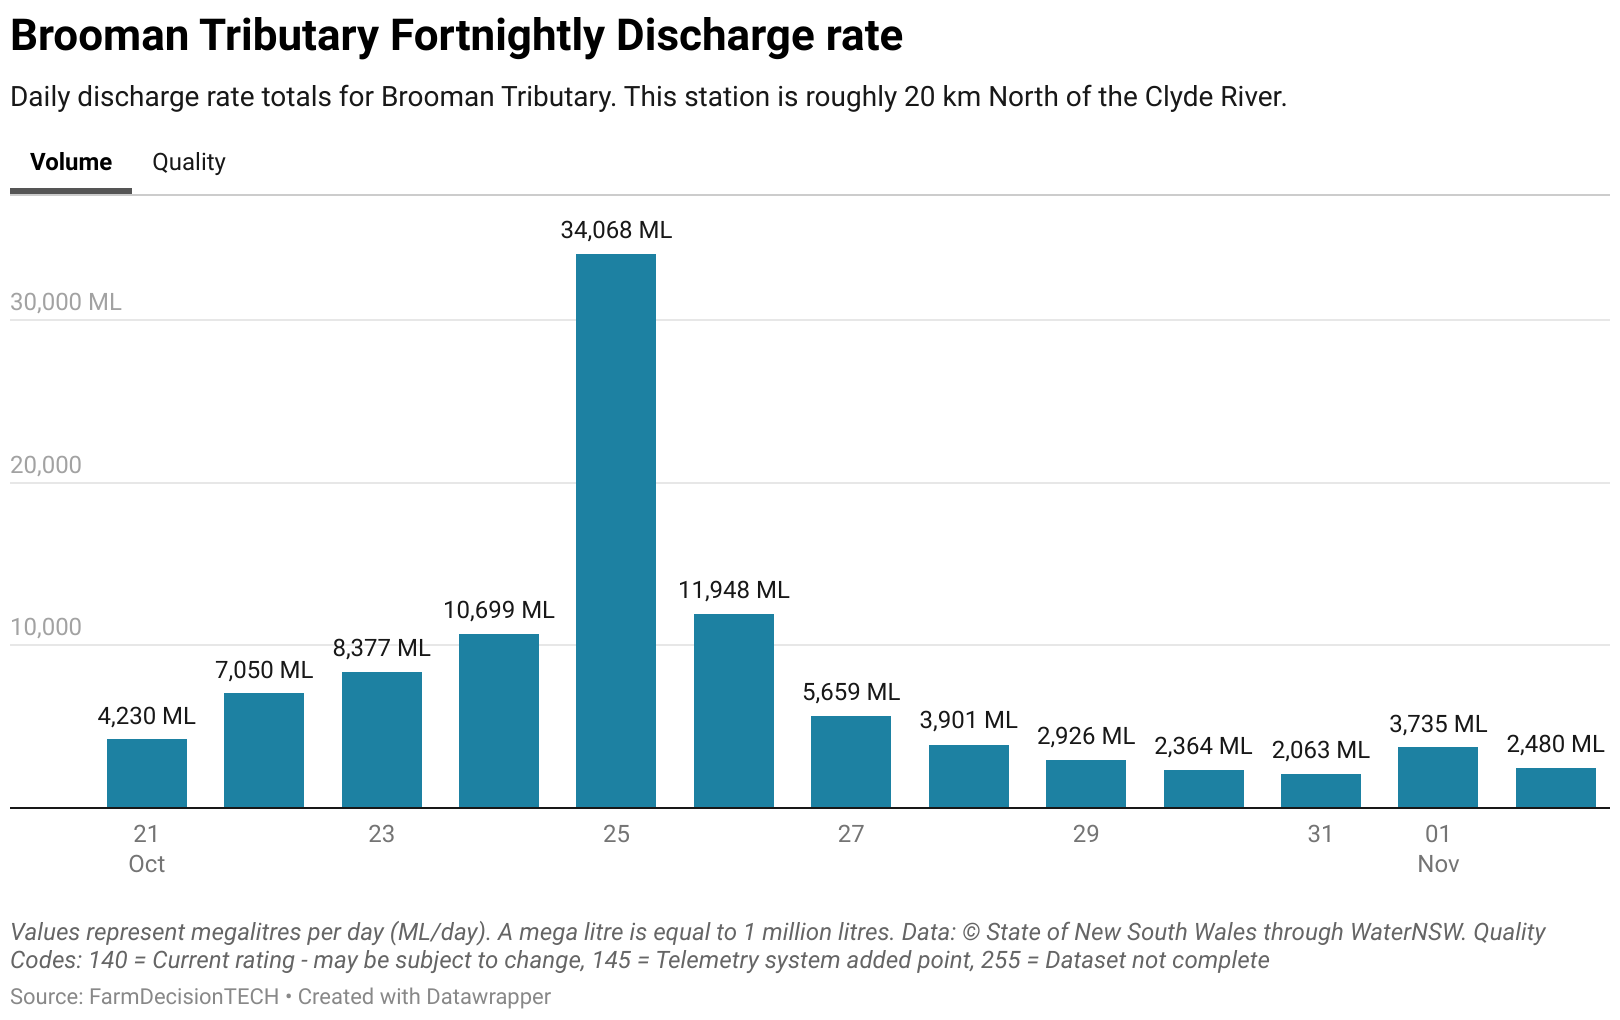 Brooman Tributary Fortnightly Discharge rate
Daily discharge rate totals for Brooman Tributary. This station is roughly 20 km North of the Clyde River.
Volume Quality
34,068 ML
30,000 ML
20,000
11,948 ML
10,699 ML
10,000
8,377 ML
7,050 ML
5,659 ML
4,230 ML
3,901 ML
3,735 ML
2,926 ML
2,364 ML
2,063 ML
2,480 ML
21 23 25 27 29 31 01
Oct Nov
Values represent megalitres per day (ML/day). A mega litre is equal to 1 million litres. Data: © State of New South Wales through WaterNSW. Quality
Codes: 140 = Current rating - may be subject to change, 145 = Telemetry system added point, 255 = Dataset not complete
Source: FarmDecisionTECH • Created with Datawrapper